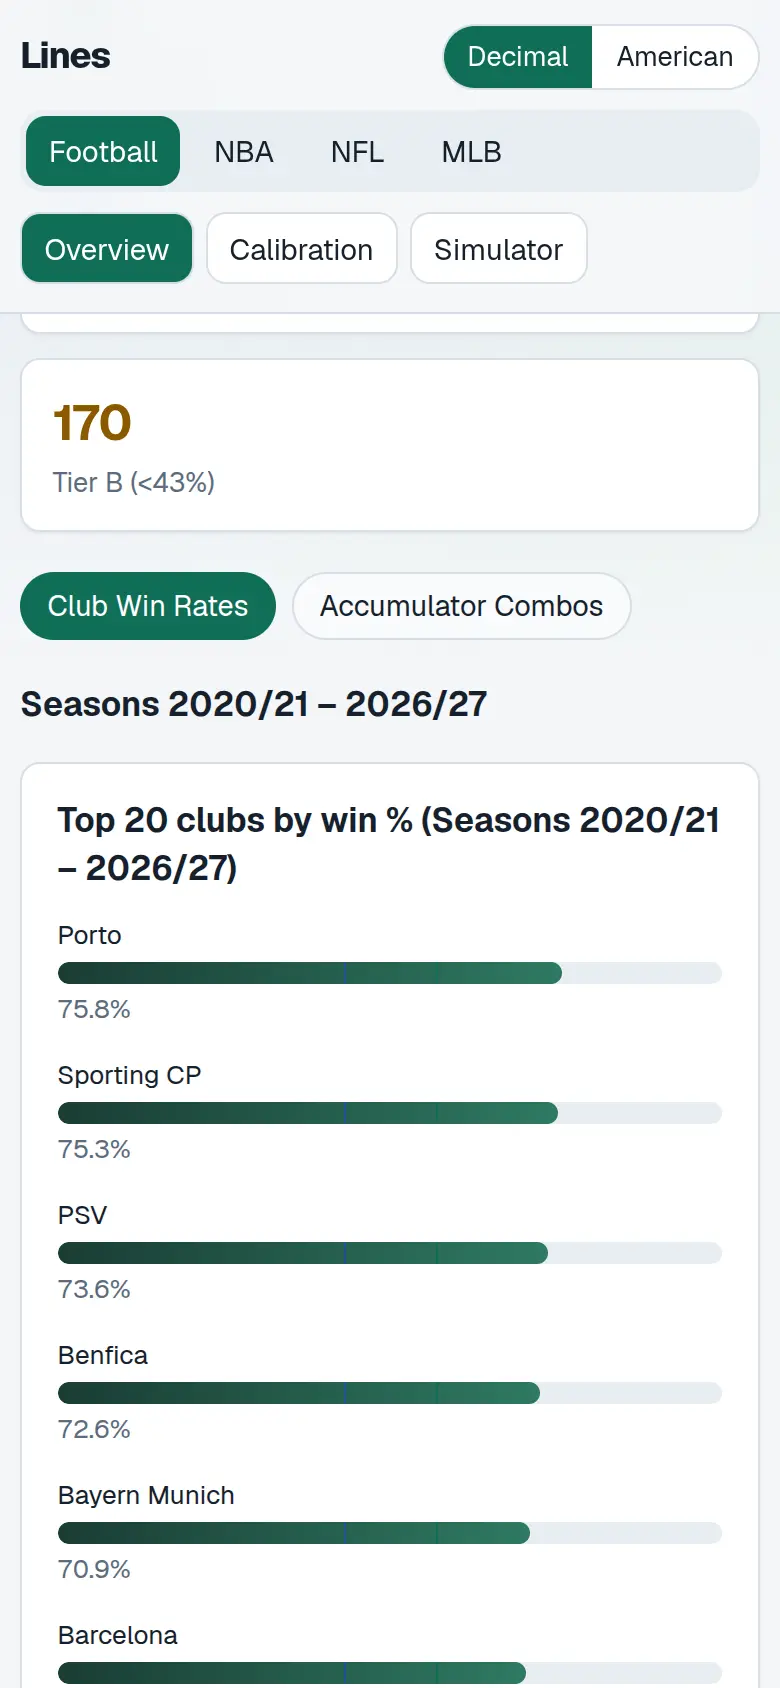 Lines
Decimal
American
Football
NBA
NFL
MLB
Overview
Calibration
Simulator
170
Tier B (<43%)
Club Win Rates
Accumulator Combos
Seasons 2020/21 – 2026/27
Top 20 clubs by win % (Seasons 2020/21
– 2026/27)
Porto
75.8%
Sporting CP
75.3%
PSV
73.6%
Benfica
72.6%
Bayern Munich
70.9%
Barcelona